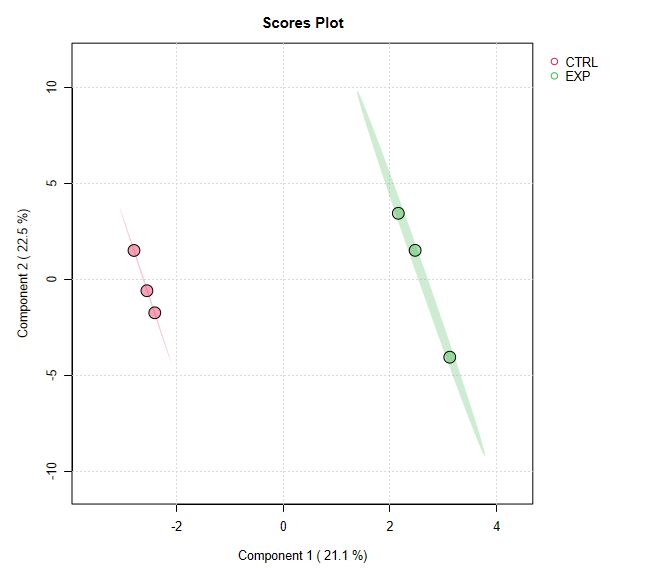 Scores Plot
CTRL
EXP
10
5
0
-5
-10
Component 2 ( 22.5 %)
-2
0
2
4
Component 1 ( 21.1 %)